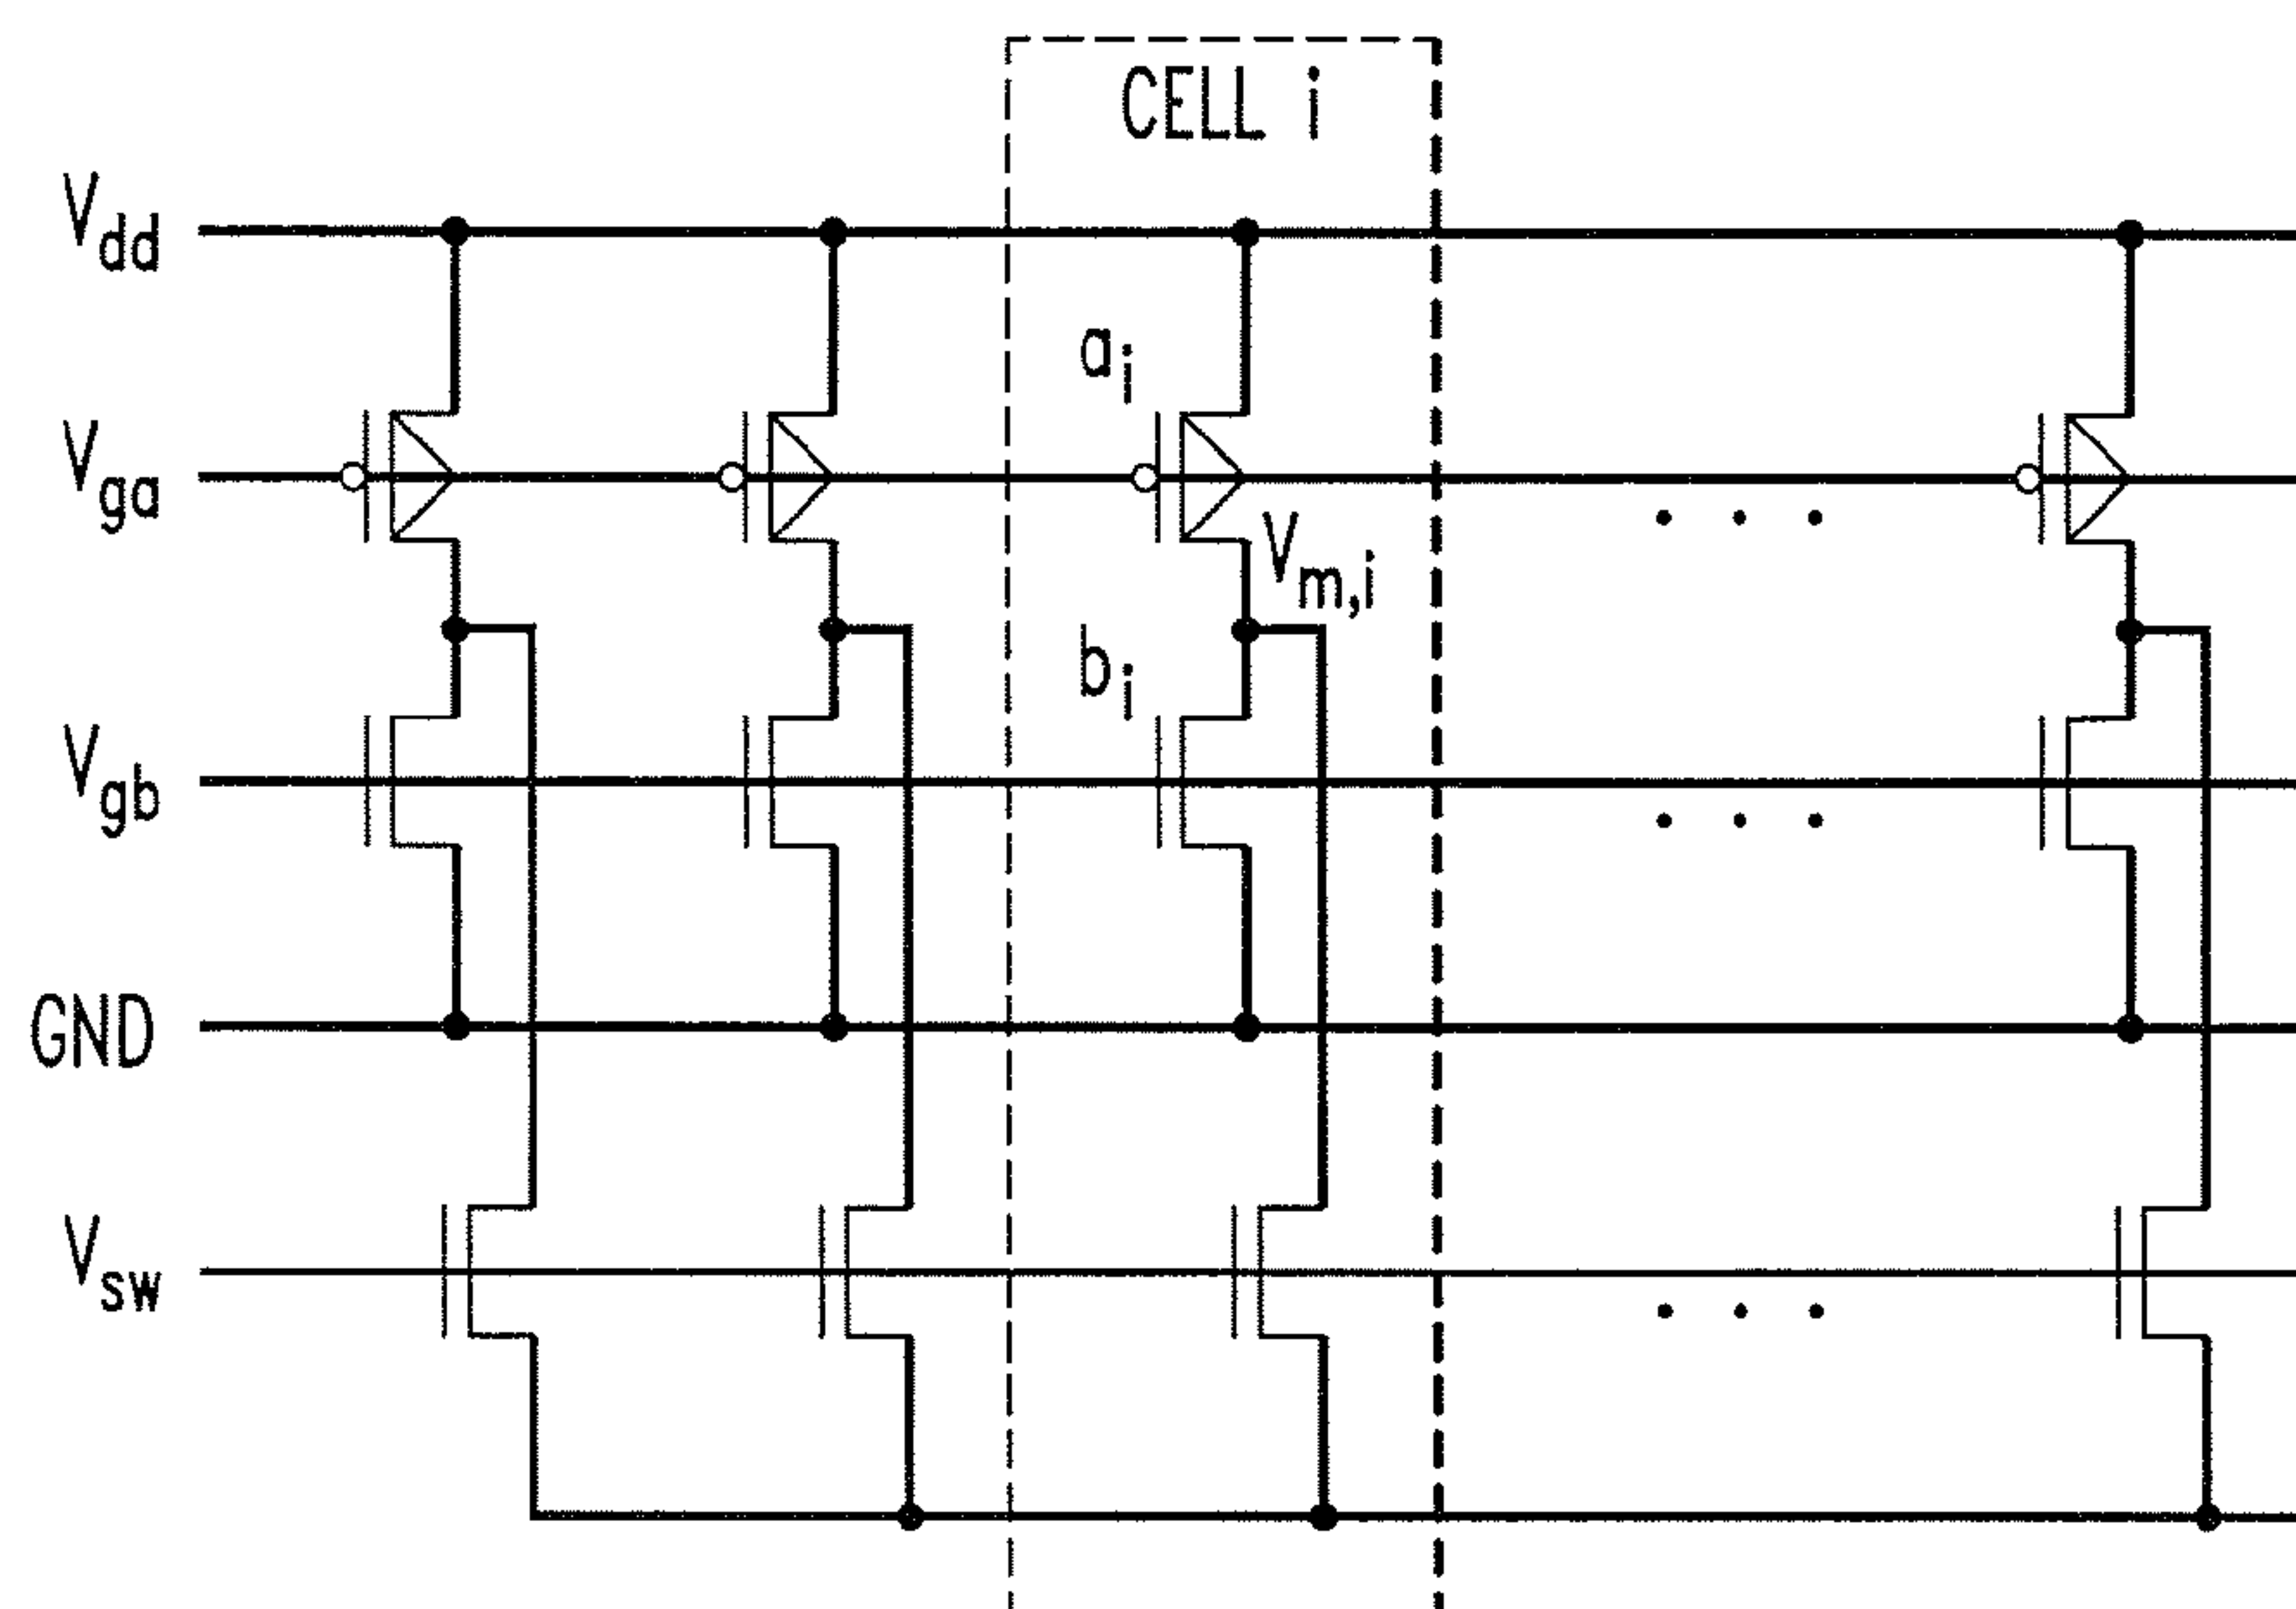 CELL i
Vdd
ai
Vga
Vm,i
• • •
bi
Vgb
• • •
GND
Vsw
• • •